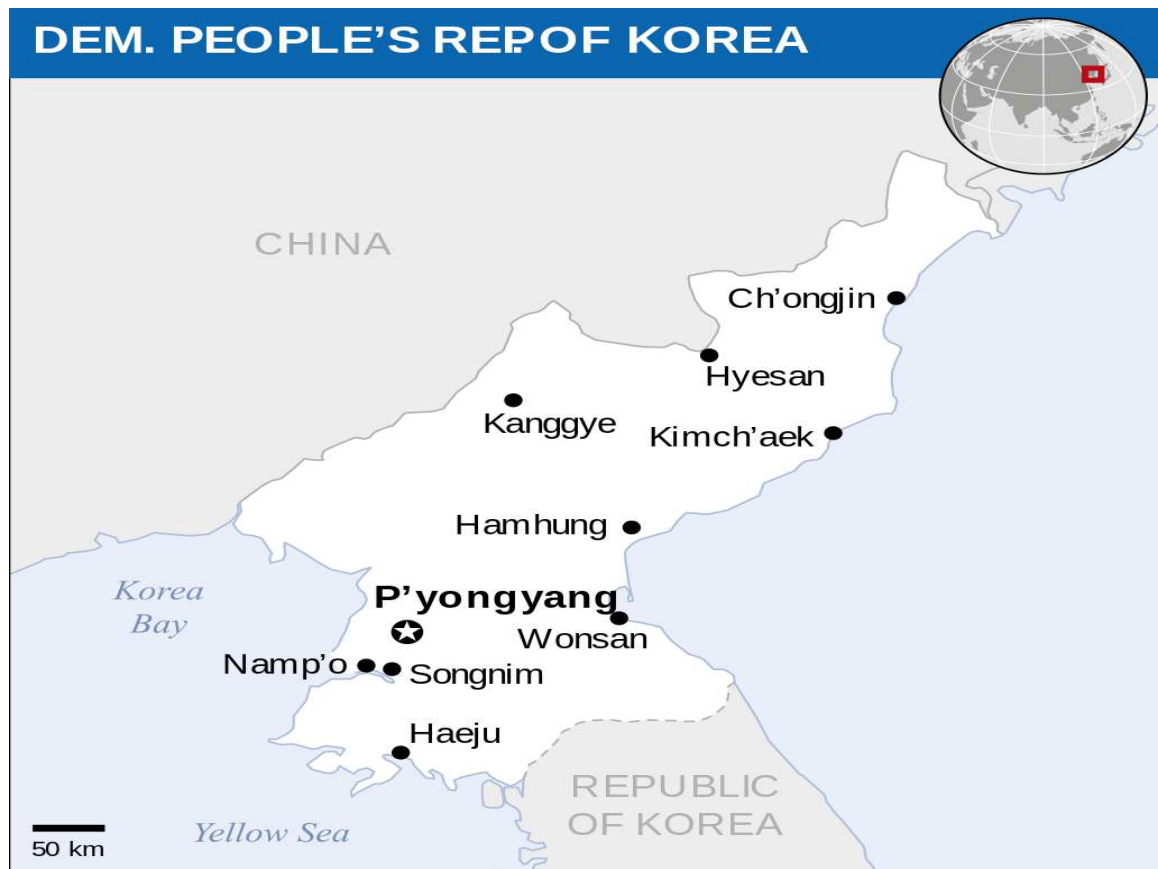 DEM. PEOPLE'S REP. OF KOREA
CHINA
Ch'ongjin
Hyesan
Kanggye
Kimch'aek
Hamhung
Korea
Bay
P'yongyang
Wonsan
Namp'o
Songnim
Haeju
REPUBLIC
OF KOREA
Yellow Sea
50 km